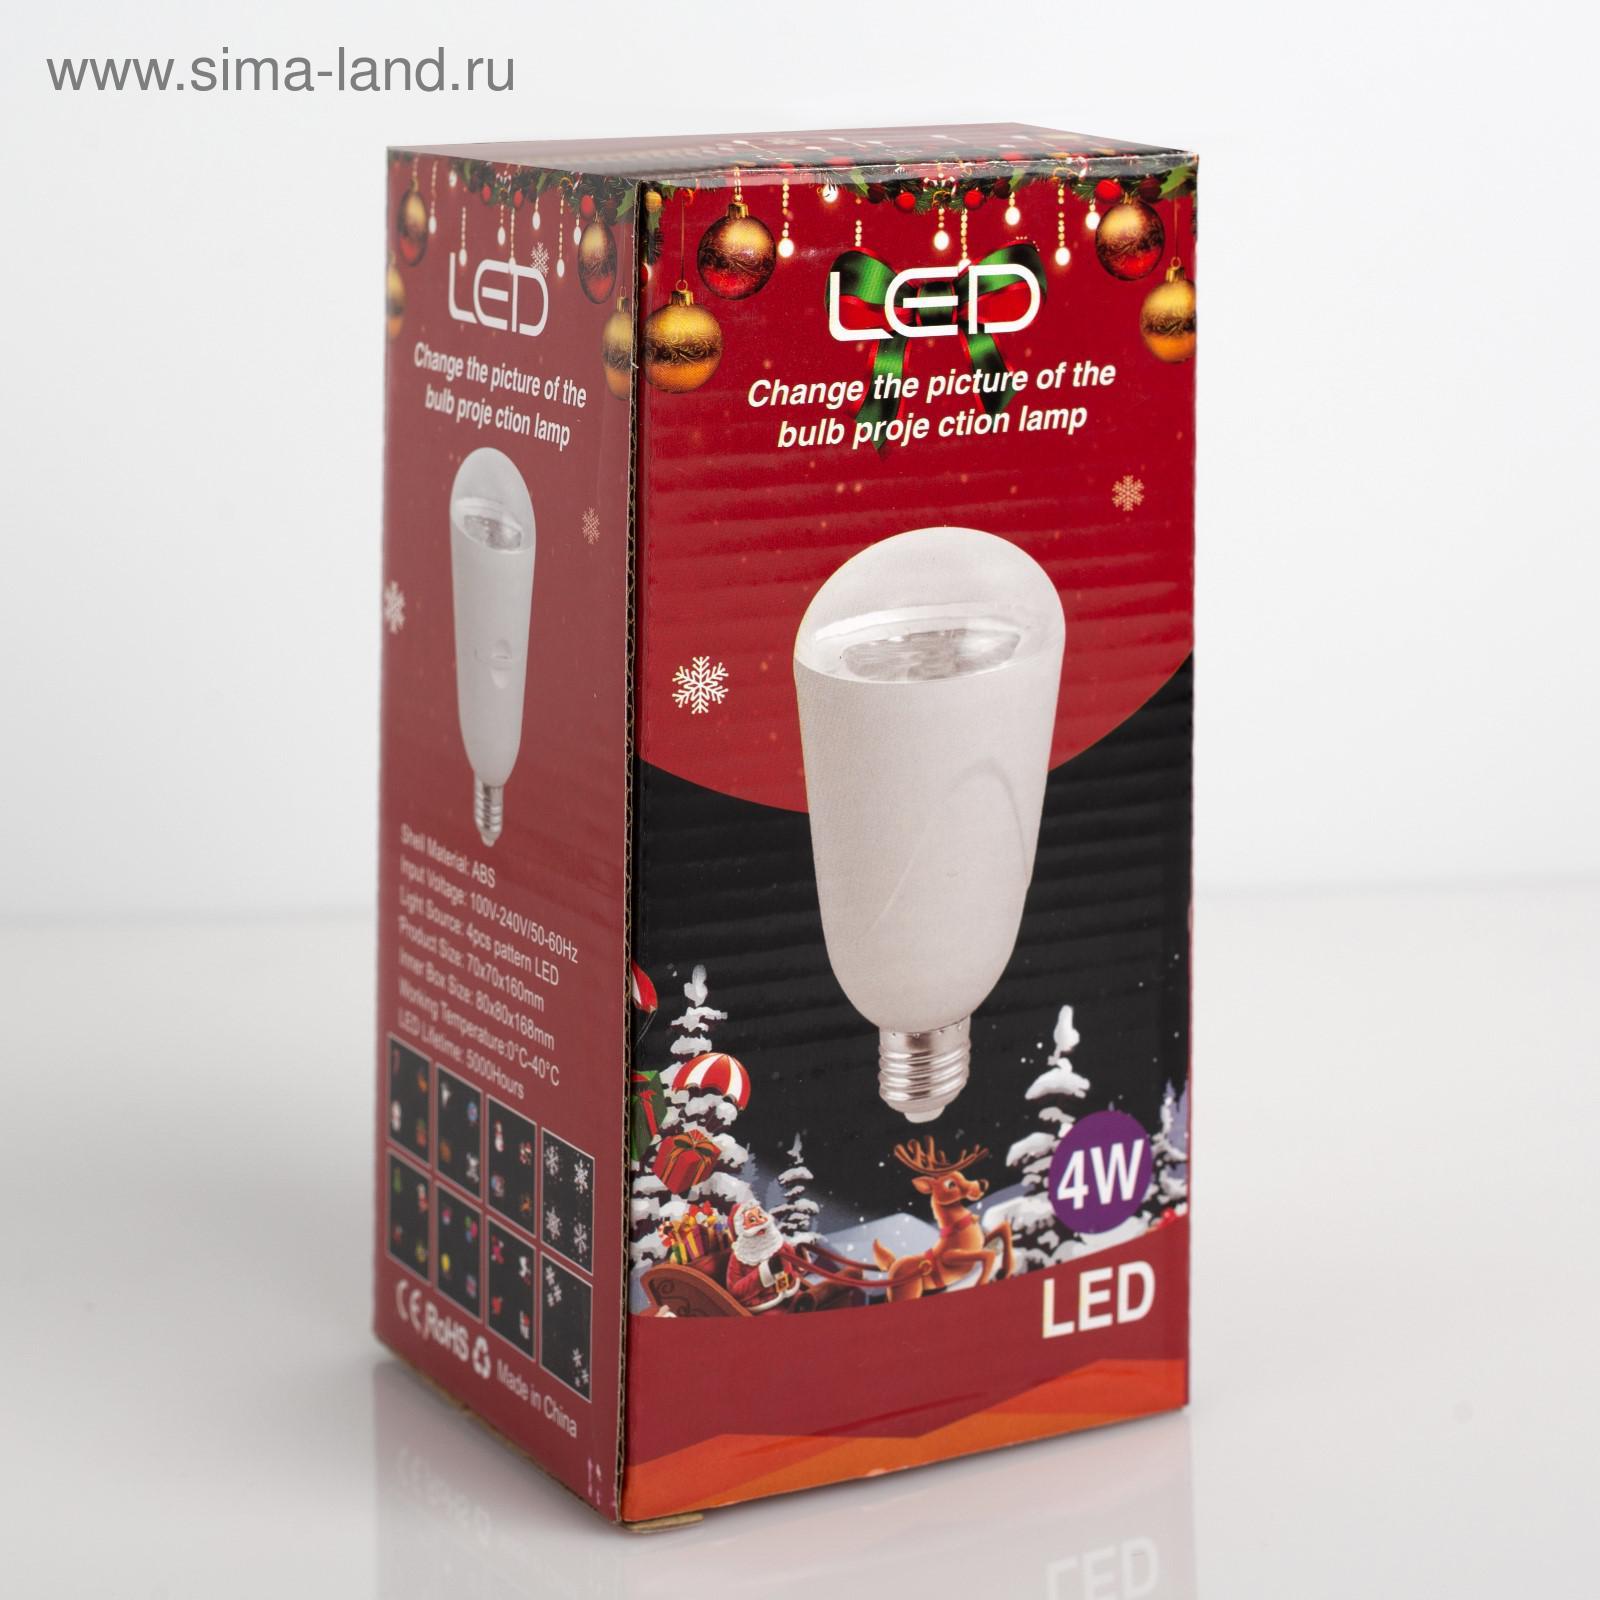 www.sima-land.ru
LED
Change the picture of the
bulb proje ction lamp
Shell Material: ABS
Input Voltage: 100V-240V/50-60Hz
Light Source: 4pcs pattern LED
Product Size: 70x70x160mm
Inner Box Size: 80x80x168mm
Working Temperature:0°C-40°C
LED Lifetime: 5000Hours
CE RoHS
Made in China
LED
Change the picture of the
bulb proje ction lamp
4W
LED